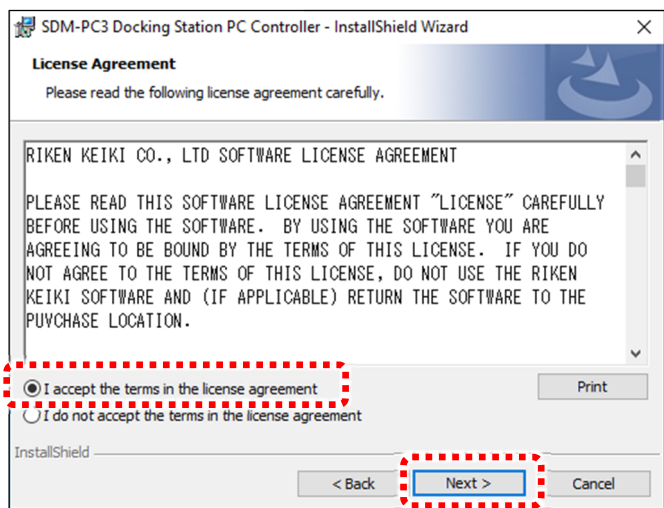 SDM-PC3 Docking Station PC Controller - InstallShield Wizard
License Agreement
Please read the following license agreement carefully.
RIKEN KEIKI CO., LTD SOFTWARE LICENSE AGREEMENT
PLEASE READ THIS SOFTWARE LICENSE AGREEMENT "LICENSE" CAREFULLY
BEFORE USING THE SOFTWARE. BY USING THE SOFTWARE YOU ARE
AGREEING TO BE BOUND BY THE TERMS OF THIS LICENSE. IF YOU DO
NOT AGREE TO THE TERMS OF THIS LICENSE, DO NOT USE THE RIKEN
KEIKI SOFTWARE AND (IF APPLICABLE) RETURN THE SOFTWARE TO THE
PUVCHASE LOCATION.
I accept the terms in the license agreement
Print
I do not accept the terms in the license agreement
InstallShield
< Back
Next >
Cancel